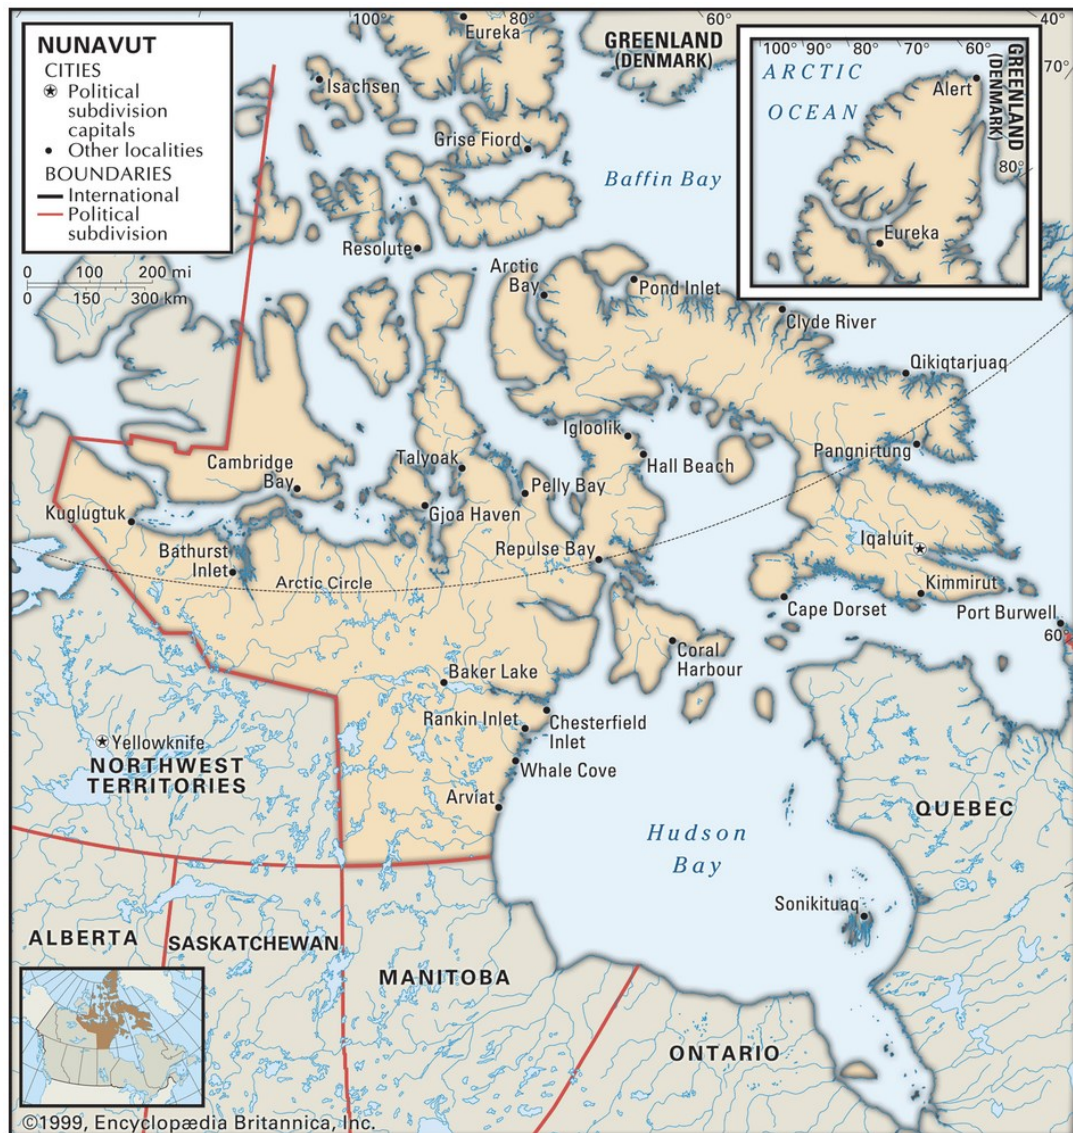 NUNAVUT
CITIES
Political
subdivision
capitals
Other localities
BOUNDARIES
International
Political
subdivision
0 100 200 mi
0 150 300 km
100°
80°
60°
40°
70°
Eureka
GREENLAND
(DENMARK)
Isachsen
Grise Fiord
Baffin Bay
Resolute
100° 90° 80° 70° 60°
ARCTIC
OCEAN
Alert
GREENLAND
(DENMARK)
80°
Eureka
Arctic
Bay
Pond Inlet
Clyde River
Qikiqtarjuaq
Igloolik
Hall Beach
Pangnirtung
Cambridge
Bay
Talyoak
Pelly Bay
Gjoa Haven
Kuglugtuk
Bathurst
Inlet
Repulse Bay
Iqaluit
Arctic Circle
Kimmirut
Cape Dorset
Port Burwell
60°
Coral
Harbour
Baker Lake
Rankin Inlet
Chesterfield
Inlet
Yellowknife
NORTHWEST
TERRITORIES
Whale Cove
Arviat
QUEBEC
Hudson
Bay
Sonikituaq
ALBERTA
SASKATCHEWAN
MANITOBA
ONTARIO
©1999, Encyclopædia Britannica, Inc.